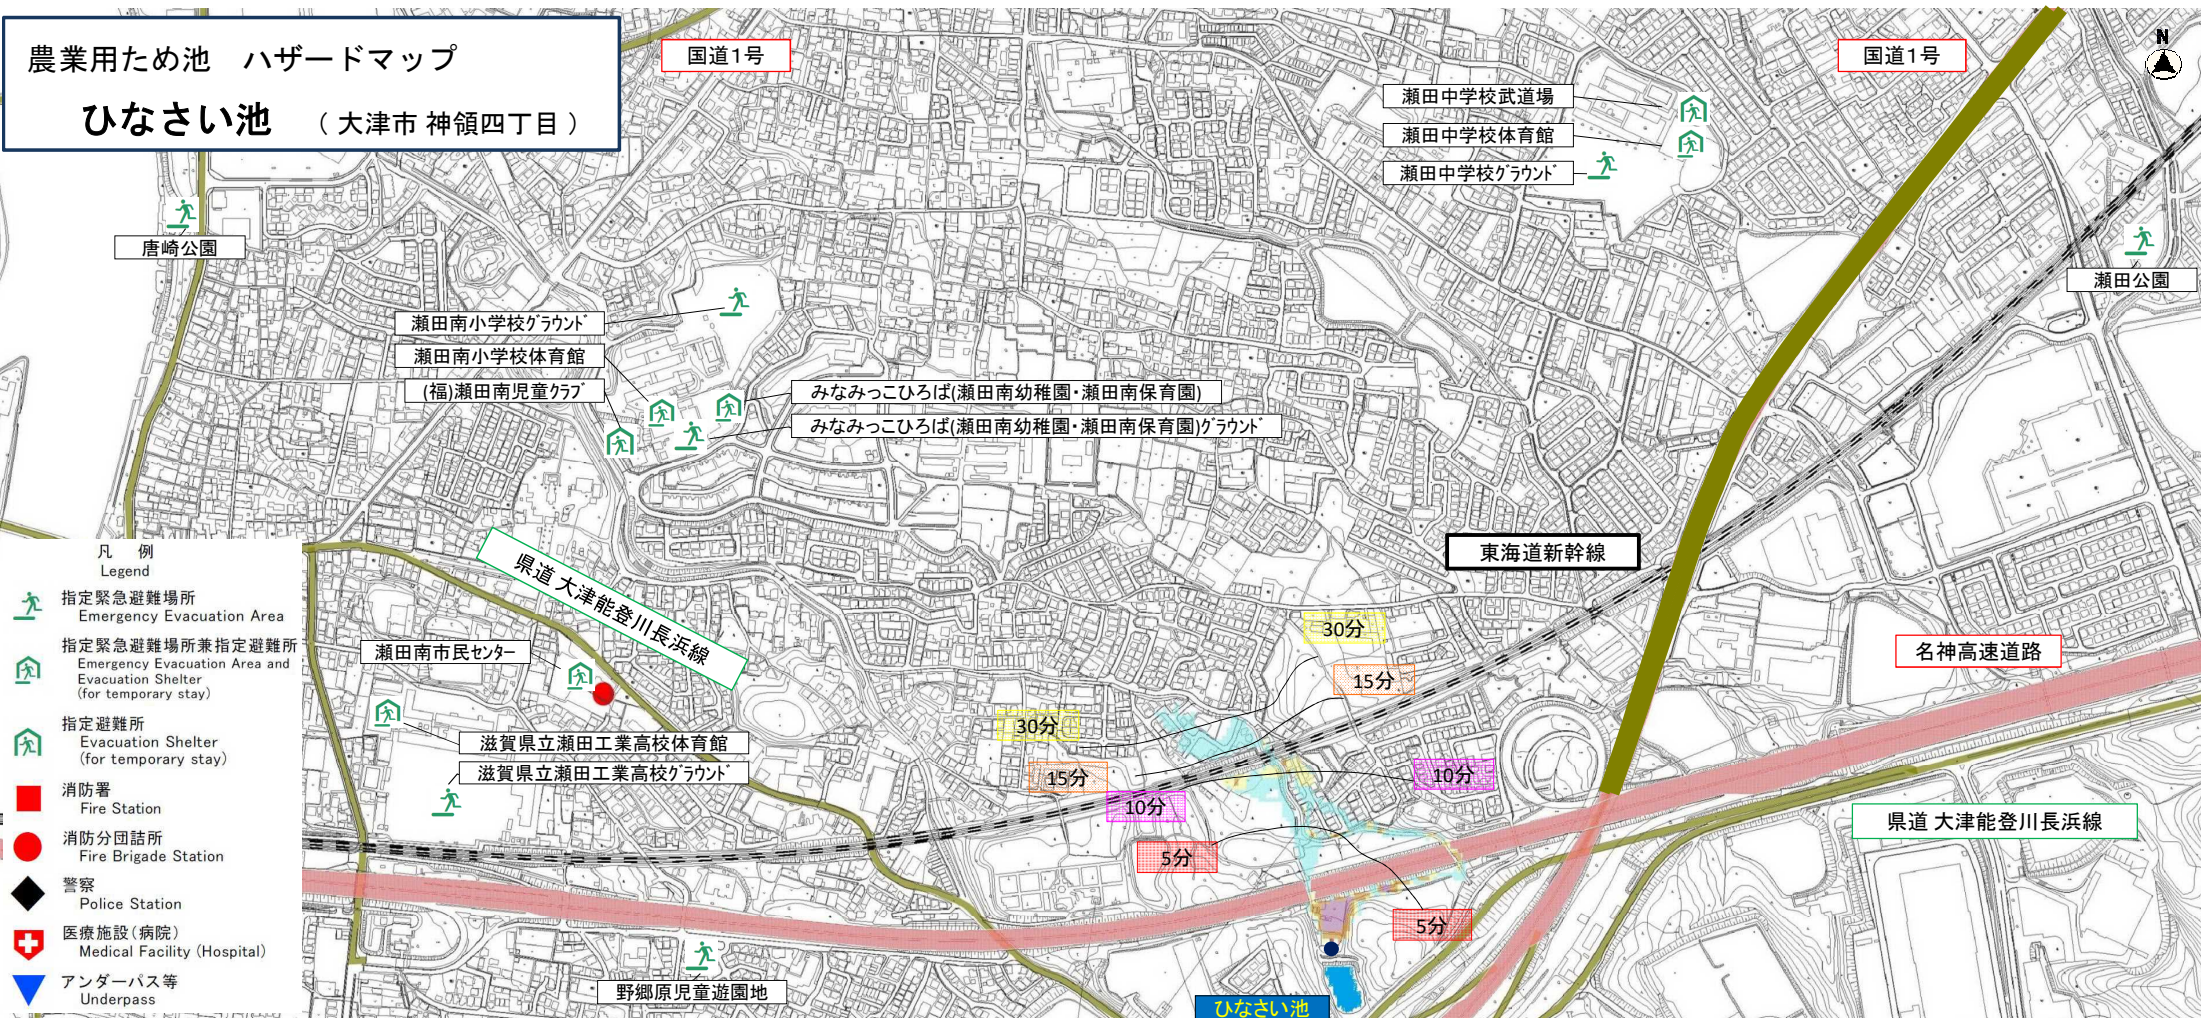 農業用ため池　ハザードマップ
ひなさい池　（ 大津市 神領四丁目 ）
国道1号
国道1号
N
瀬田中学校武道場
瀬田中学校体育館
瀬田中学校グラウンド
唐崎公園
瀬田公園
瀬田南小学校グラウンド
瀬田南小学校体育館
(福)瀬田南児童クラブ
みなみっこひろば(瀬田南幼稚園・瀬田南保育園)
みなみっこひろば(瀬田南幼稚園・瀬田南保育園)グラウンド
東海道新幹線
県道 大津能登川長浜線
瀬田南市民センター
滋賀県立瀬田工業高校体育館
滋賀県立瀬田工業高校グラウンド
30分
15分
30分
15分
10分
10分
5分
5分
名神高速道路
県道 大津能登川長浜線
野郷原児童遊園地
ひなさい池
凡　例
Legend
指定緊急避難場所
Emergency Evacuation Area
指定緊急避難場所兼指定避難所
Emergency Evacuation Area and
Evacuation Shelter
(for temporary stay)
指定避難所
Evacuation Shelter
(for temporary stay)
消防署
Fire Station
消防分団詰所
Fire Brigade Station
警察
Police Station
医療施設（病院）
Medical Facility (Hospital)
アンダーパス等
Underpass